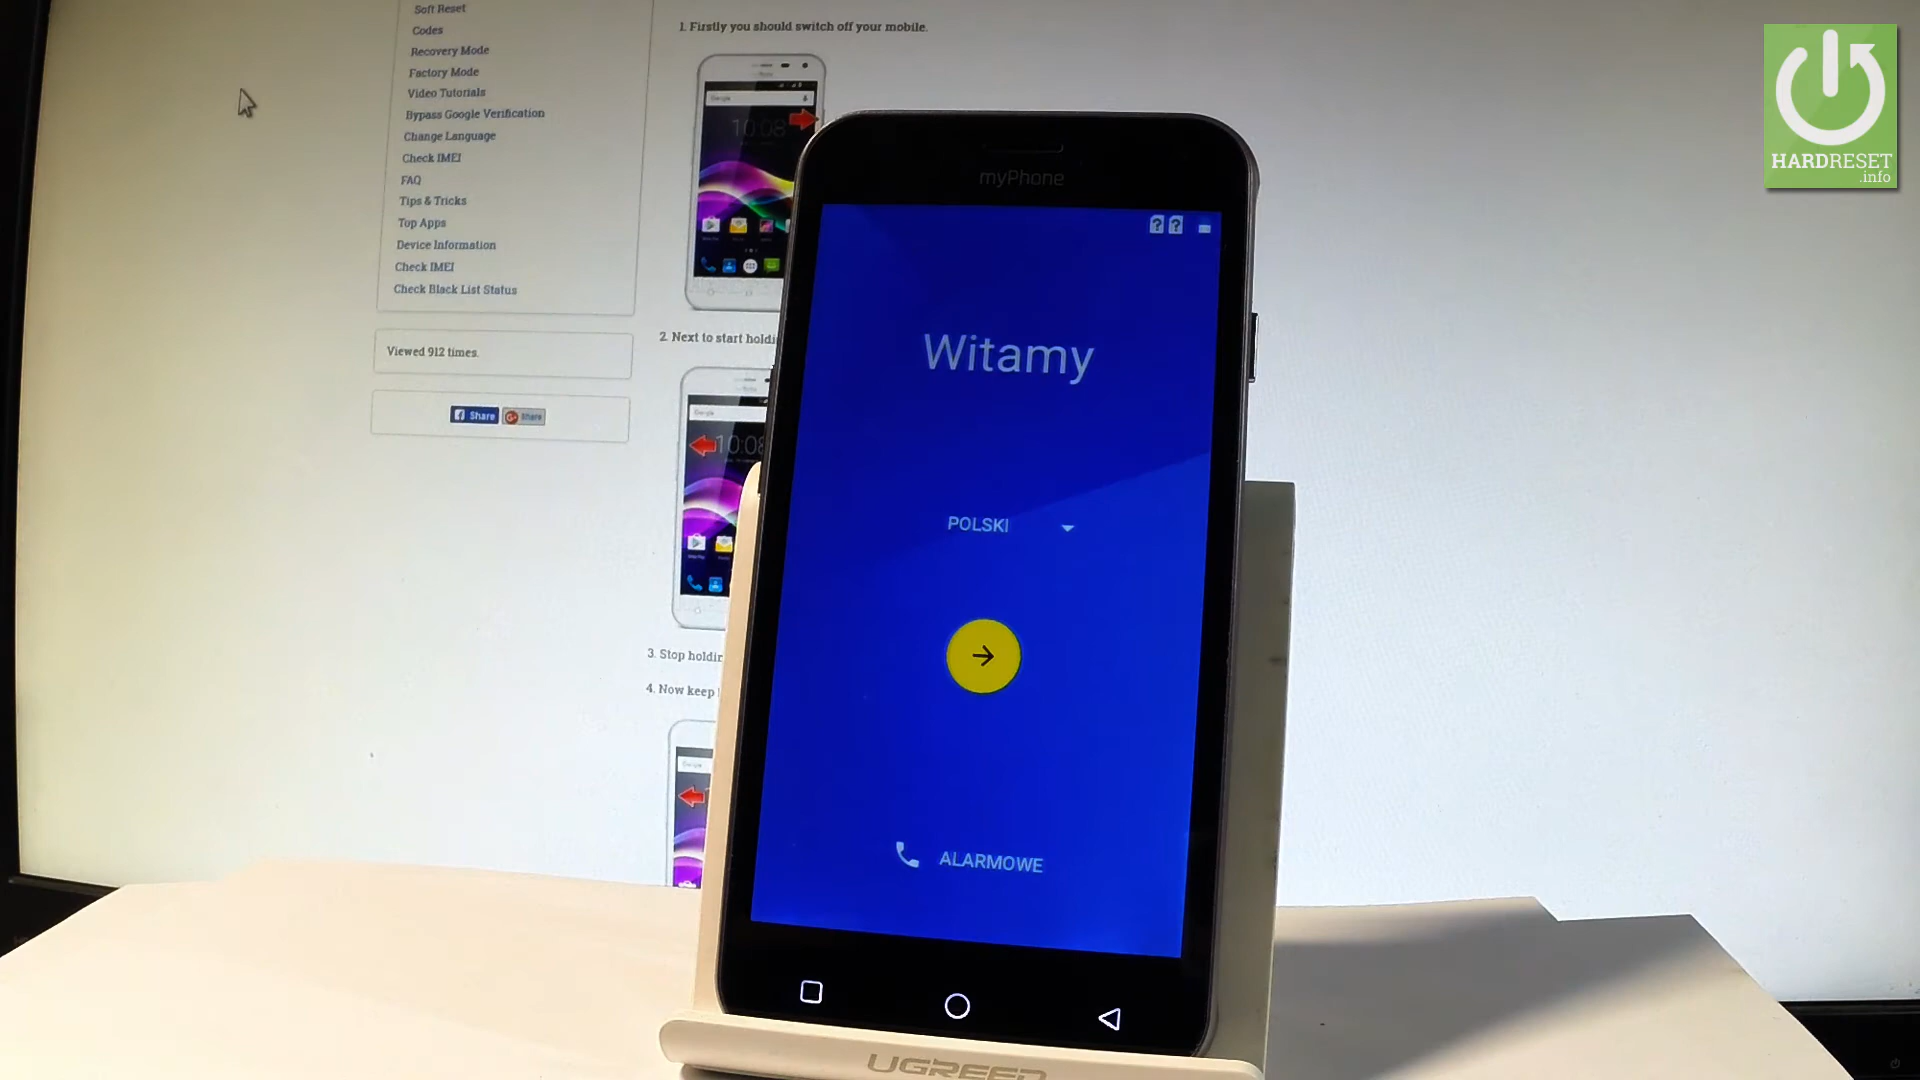 Soft Reset
Codes
Recovery Mode
Factory Mode
Video Tutorials
Bypass Google Verification
Change Language
Check IMEI
FAQ
Tips & Tricks
Top Apps
Device Information
Check IMEI
Check Black List Status
Viewed 912 times.
Share
Share
1. Firstly you should switch off your mobile.
Google
10:08
2. Next to start
10:08
3. Stop
4. Now keep
myPhone
Witamy
POLSKI
ALARMOWE
UGREEN
HARDRESET
.info